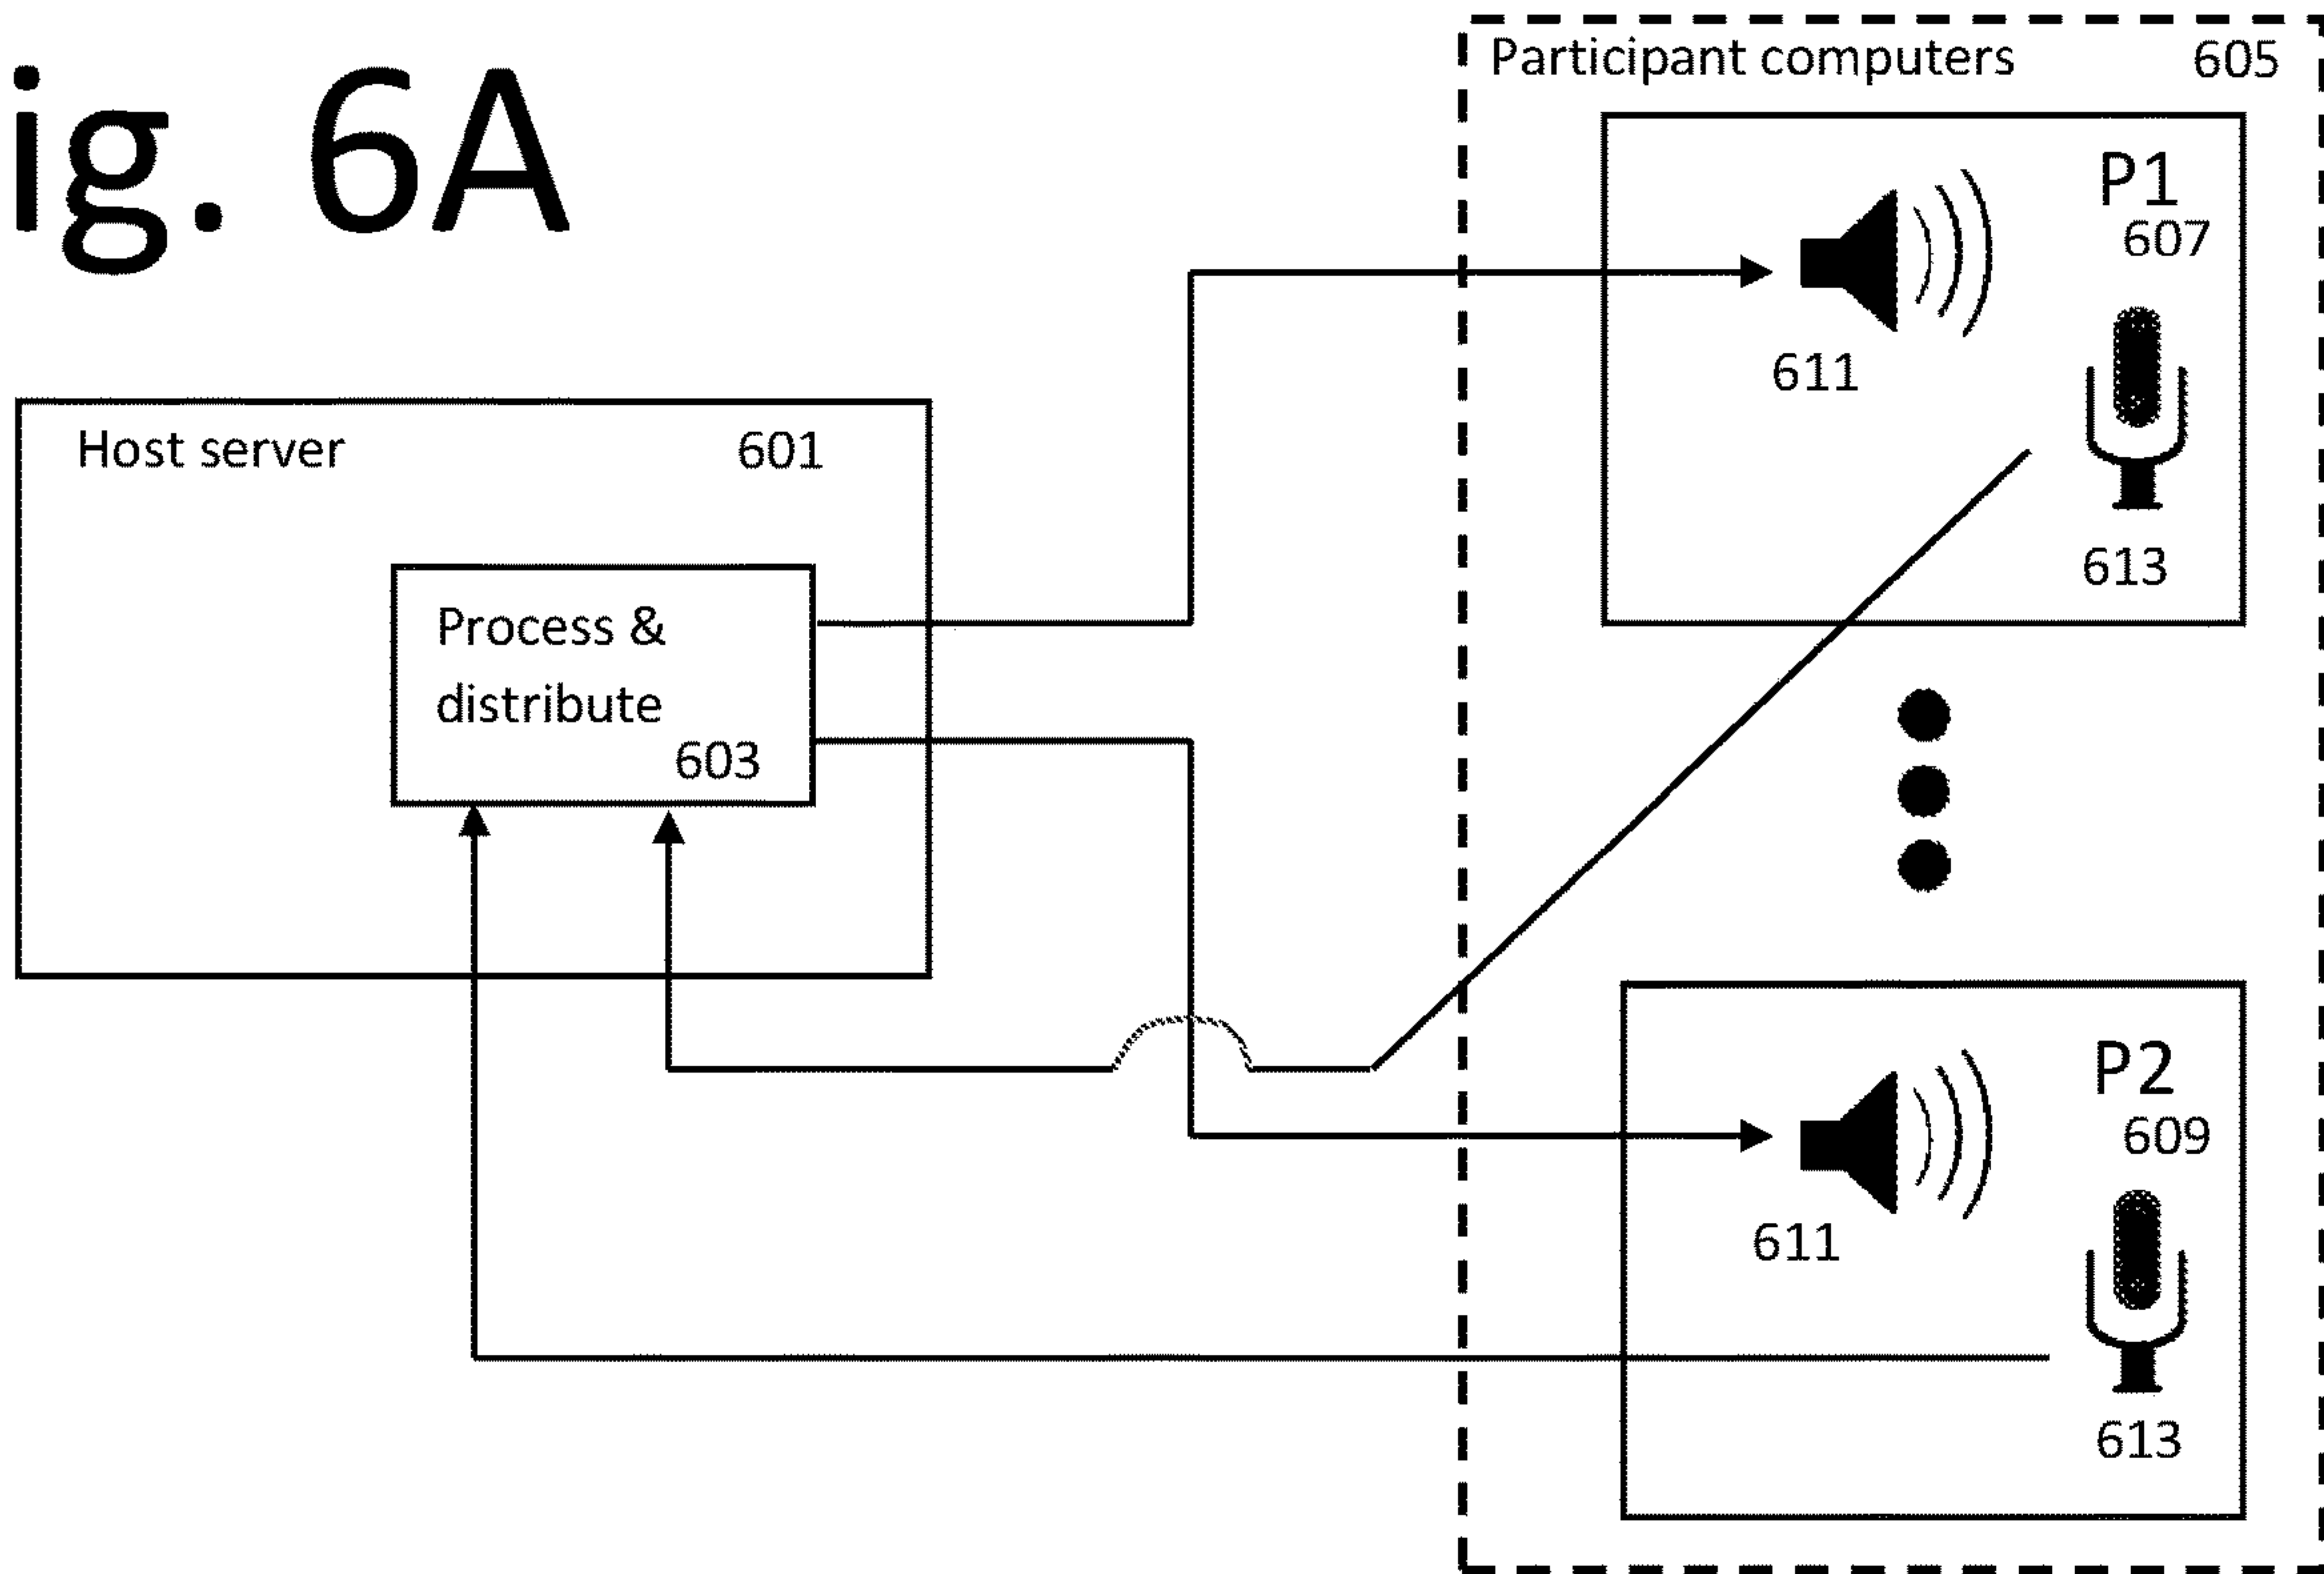 ig. 6A
Participant computers 605
P1
607
611
613
Host server 601
Process &
distribute
603
P2
609
611
613